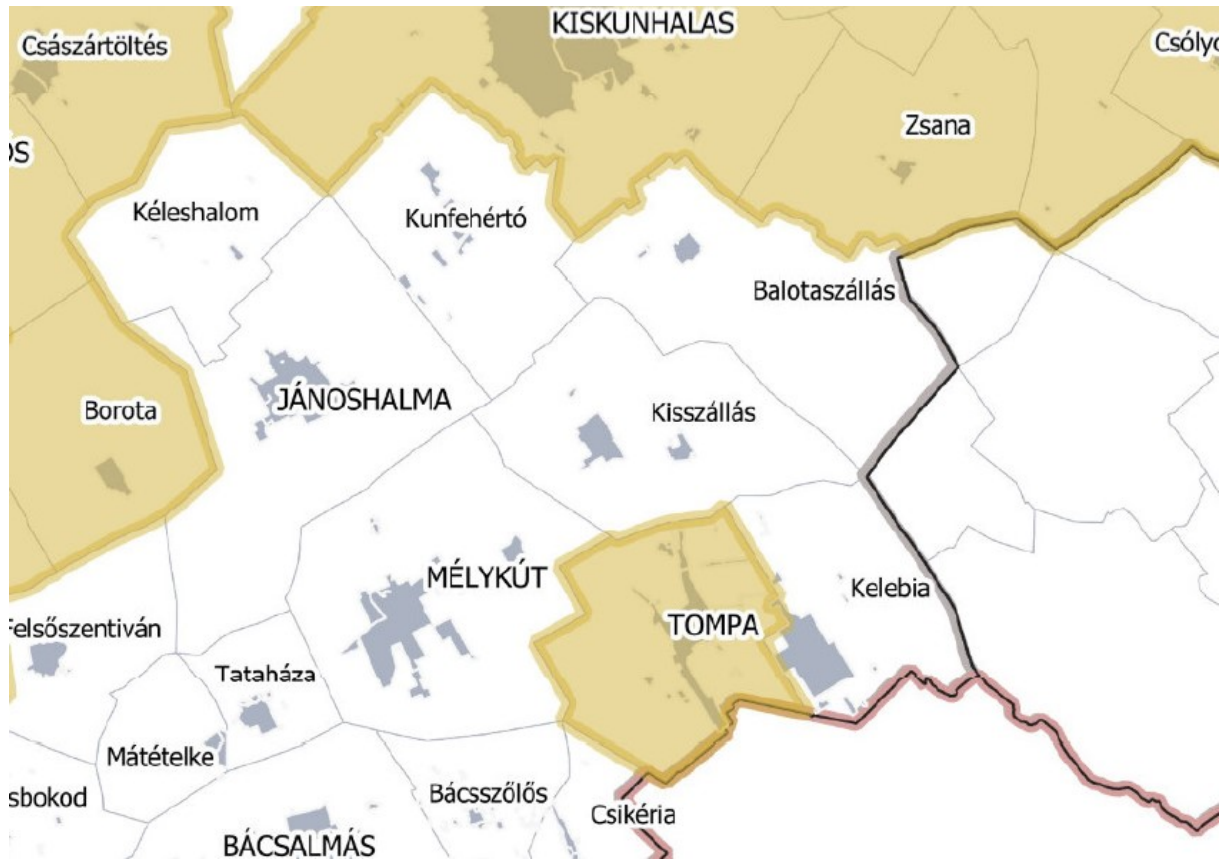 KISKUNHALAS
Császártöltés
Zsana
Kéleshalom
Kunfehértó
Balotaszállás
JÁNOSHALMA
Borota
Kisszállás
MÉLYKÚT
Kelebia
TOMPA
Tataháza
Mátételke
Bácsszőlős
Csikéria
BÁCSALMÁS